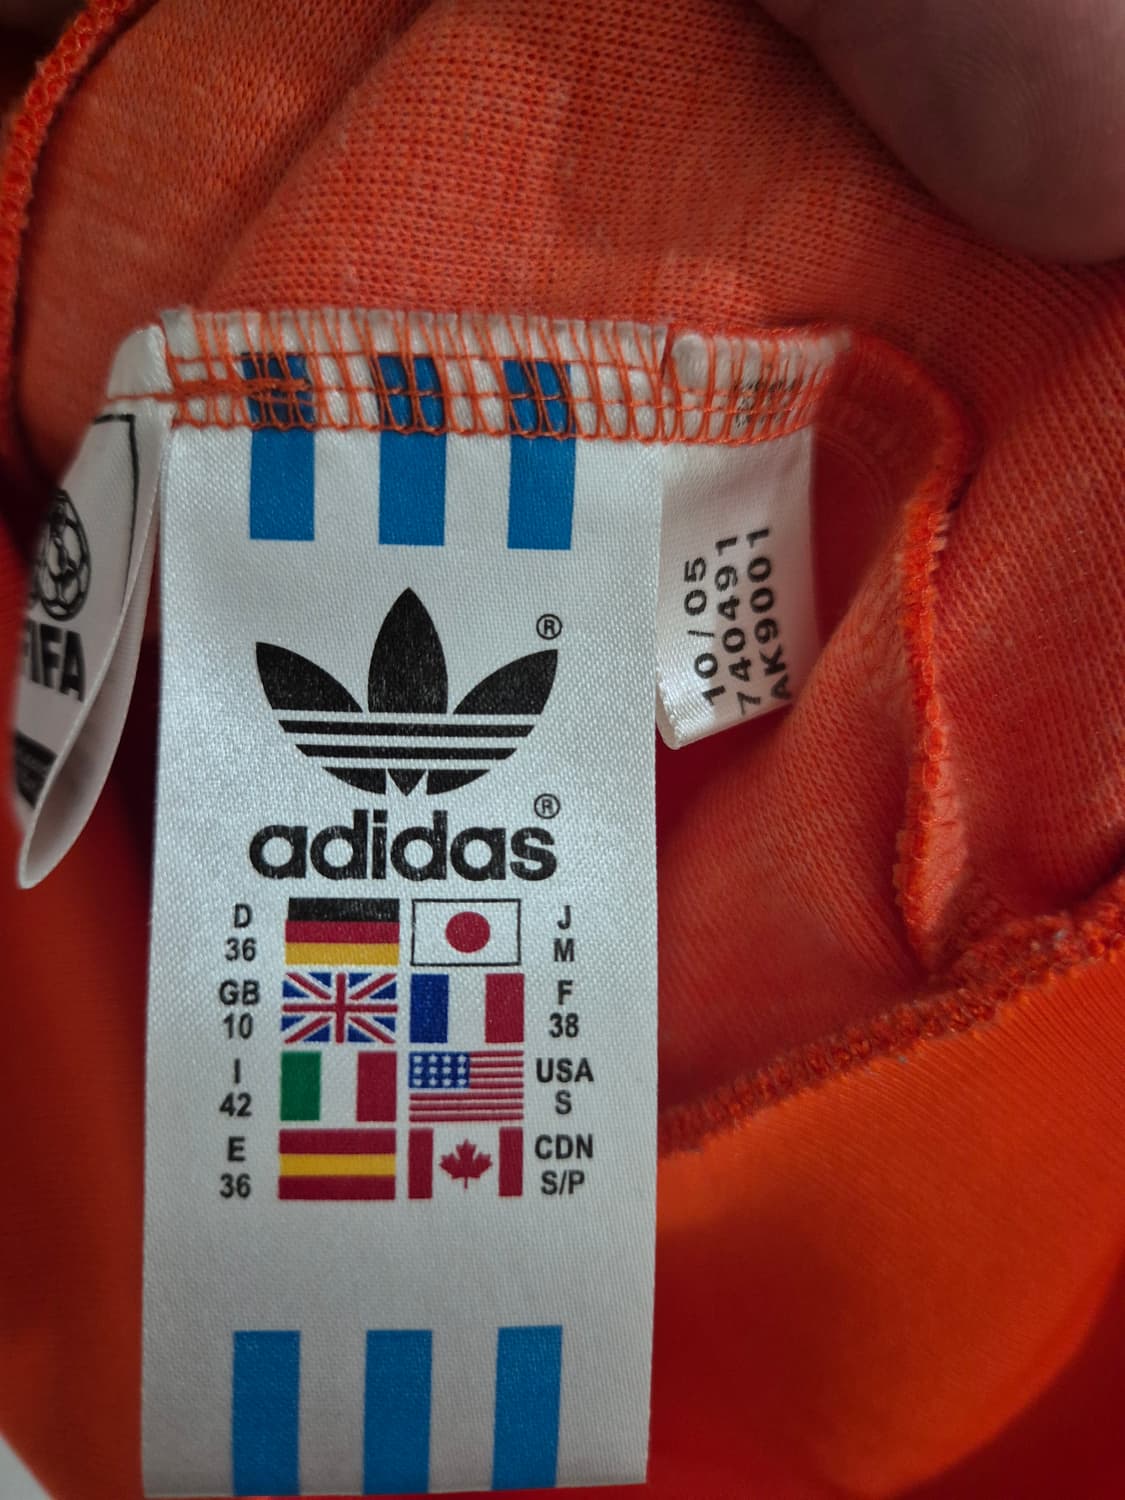 FIFA
®
adidas®
D 36
J M
GB 10
F 38
I 42
USA S
E 36
CDN S/P
10/05
740491
AK9001